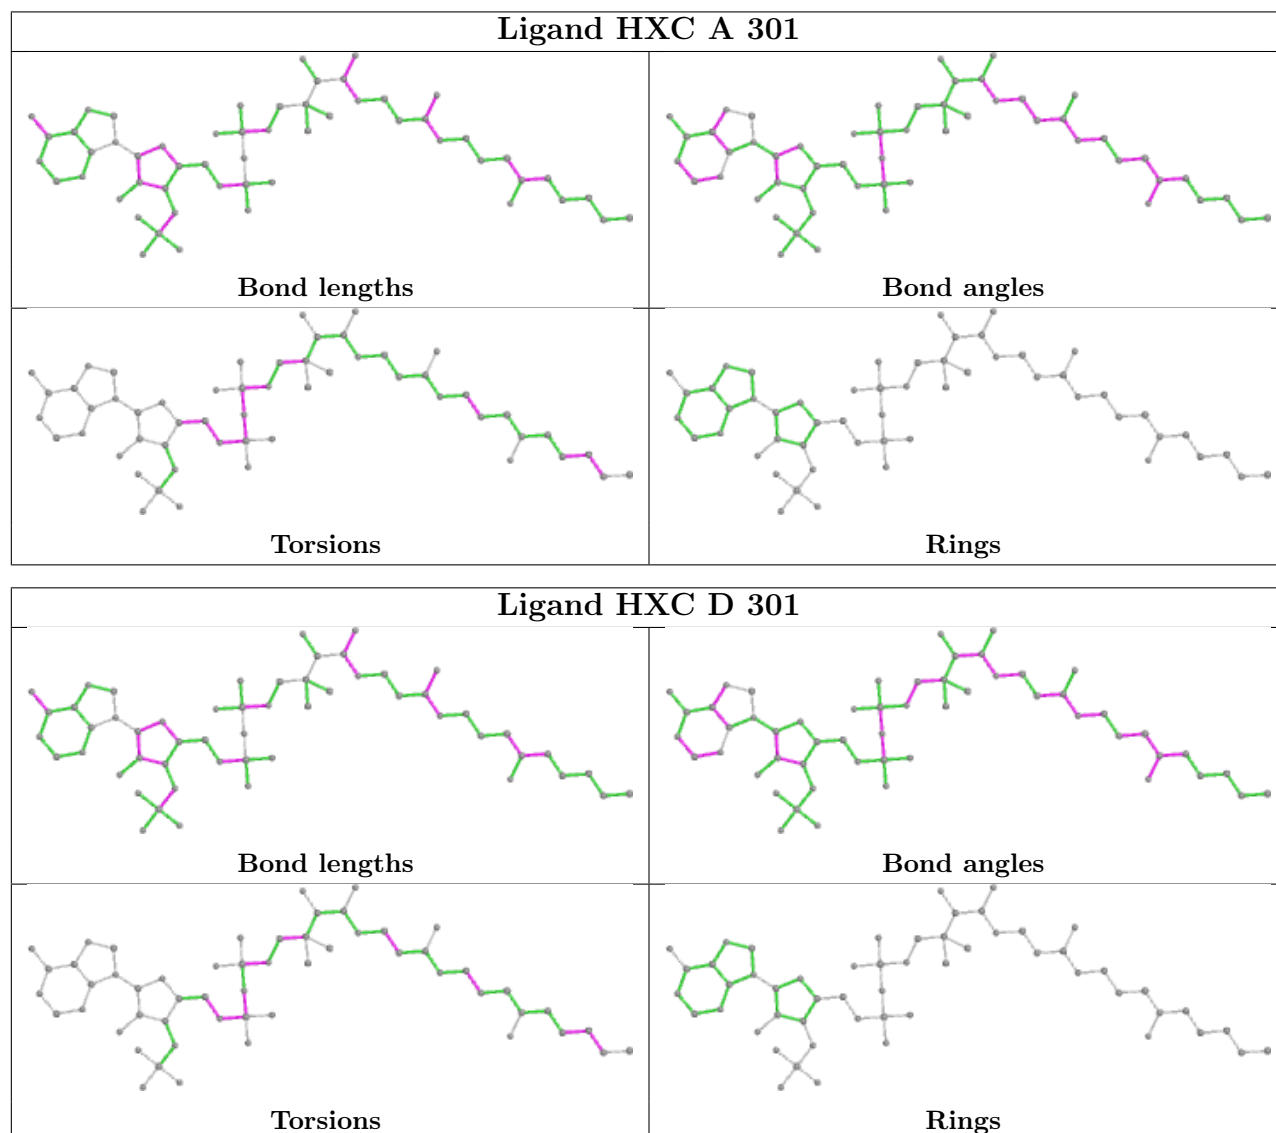 Ligand HXC A 301
Bond lengths
Bond angles
Torsions
Rings
Ligand HXC D 301
Bond lengths
Bond angles
Torsions
Rings